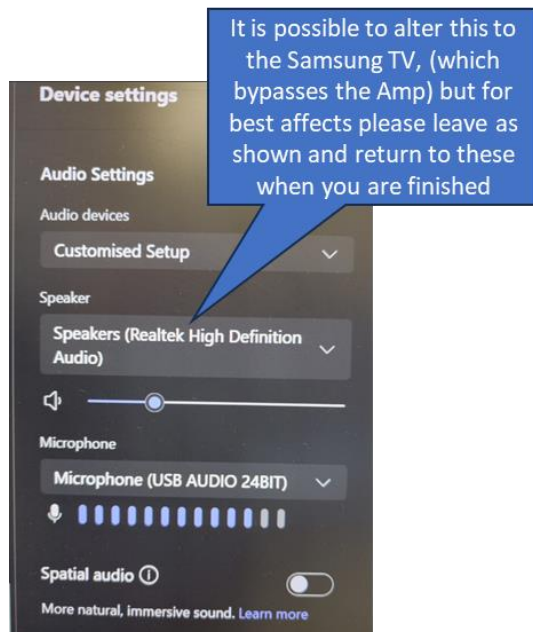 It is possible to alter this to
the Samsung TV, (which
bypasses the Amp) but for
best affects please leave as
shown and return to these
when you are finished
Device settings
Audio Settings
Audio devices
Customised Setup
Speaker
Speakers (Realtek High Definition
Audio)
Microphone
Microphone (USB AUDIO 24BIT)
Spatial audio
More natural, immersive sound. Learn more